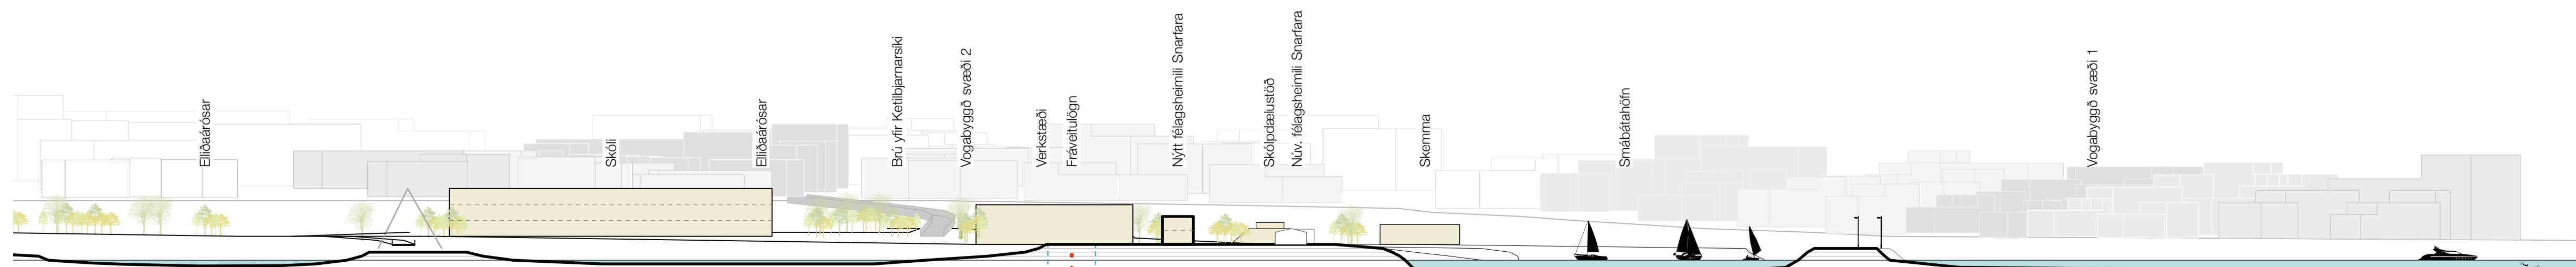 Elliðaárósar
Skóli
Elliðaárósar
Brú yfir Ketilbjarnarsíki
Vogabyggð svæði 2
Verkstæði
Fráveitulögn
Nýtt félagsheimili Snarfara
Skólpdælustöð
Núv. félagsheimili Snarfara
Skemma
Smábátahöfn
Vogabyggð svæði 1